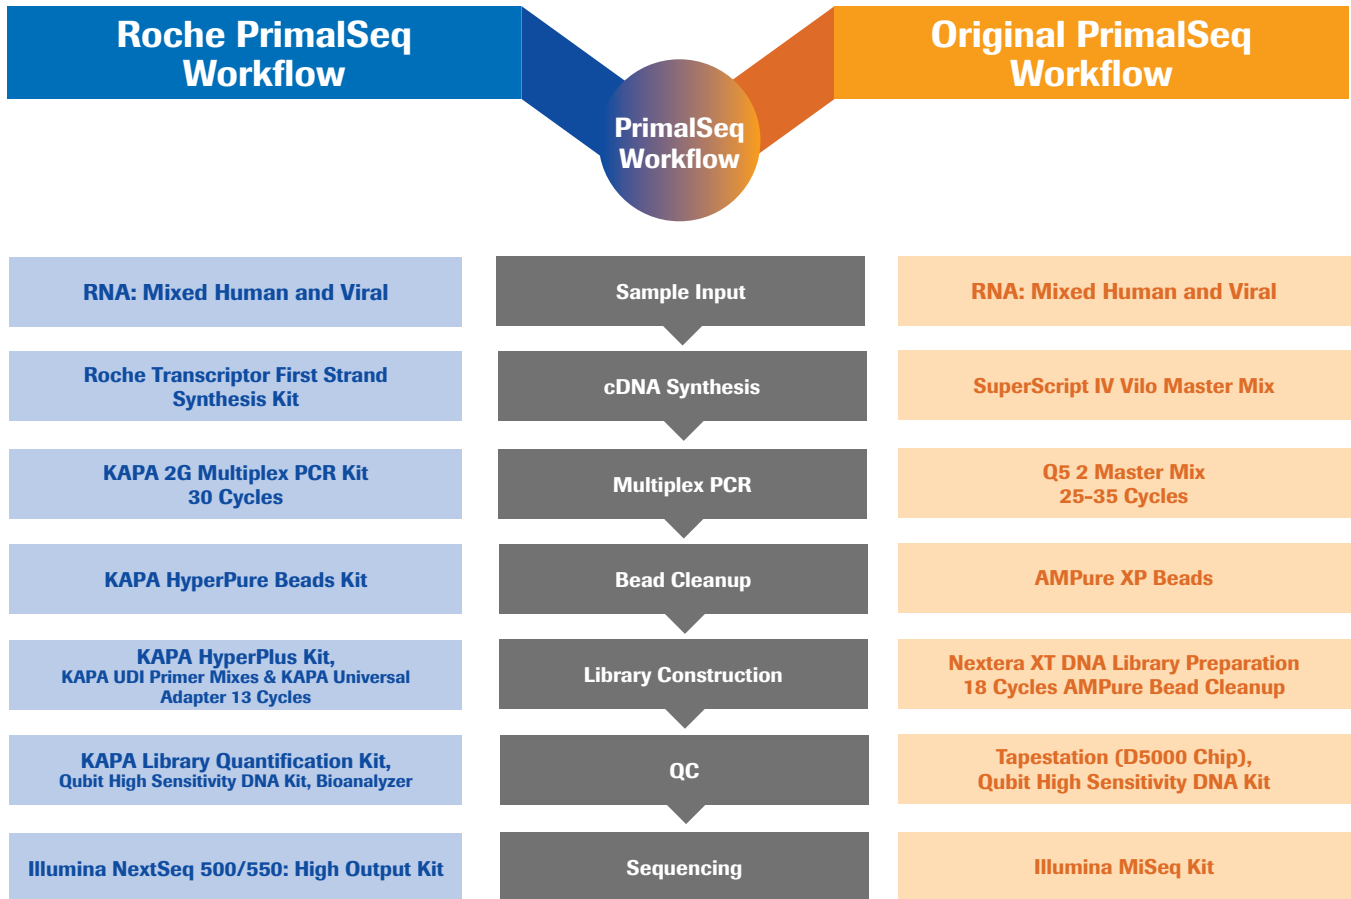 Roche PrimalSeq
Workflow
Original PrimalSeq
Workflow
PrimalSeq
Workflow
RNA: Mixed Human and Viral
Sample Input
RNA: Mixed Human and Viral
Roche Transcriptor First Strand
Synthesis Kit
cDNA Synthesis
SuperScript IV Vilo Master Mix
KAPA 2G Multiplex PCR Kit
30 Cycles
Multiplex PCR
Q5 2 Master Mix
25-35 Cycles
KAPA HyperPure Beads Kit
Bead Cleanup
AMPure XP Beads
KAPA HyperPlus Kit,
KAPA UDI Primer Mixes & KAPA Universal
Adapter 13 Cycles
Library Construction
Nextera XT DNA Library Preparation
18 Cycles AMPure Bead Cleanup
KAPA Library Quantification Kit,
Qubit High Sensitivity DNA Kit, Bioanalyzer
QC
Tapestation (D5000 Chip),
Qubit High Sensitivity DNA Kit
Illumina NextSeq 500/550: High Output Kit
Sequencing
Illumina MiSeq Kit